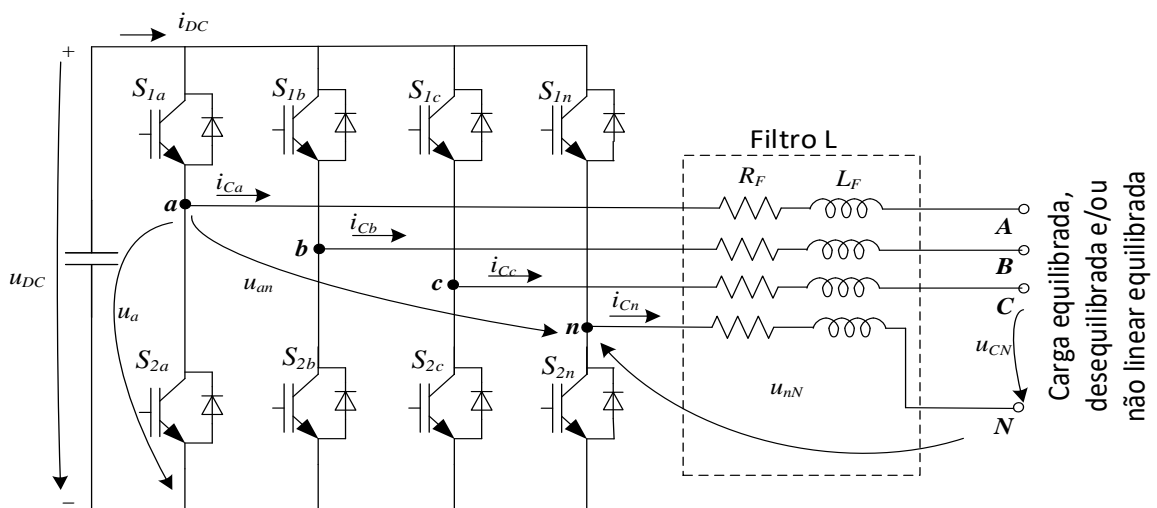 i_DC
+
S_1a
S_1b
S_1c
S_1n
Filtro L
R_F
L_F
i_Ca
a
A
i_Cb
b
B
u_DC
u_an
c
i_Cc
C
u_a
i_Cn
n
u_CN
S_2a
S_2b
S_2c
S_2n
u_nN
N
−
Carga equilibrada,
desequilibrada e/ou
não linear equilibrada